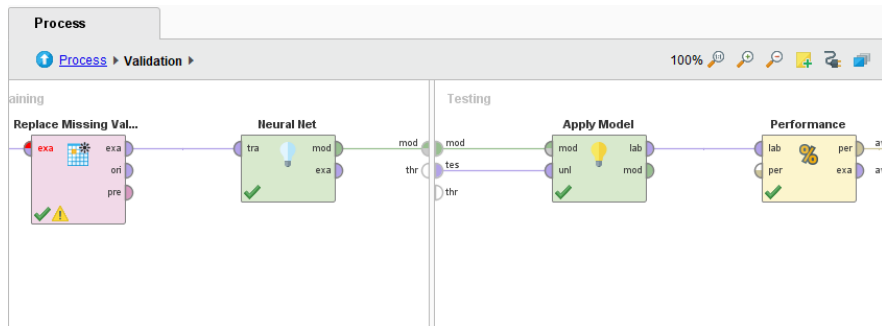 Process
Process Validation
100%
aining
Testing
Replace Missing Val...
Neural Net
Apply Model
Performance
exa exa
ori
pre
tra mod
exa
mod
thr
mod
tes
thr
mod lab
unl mod
lab per
per exa